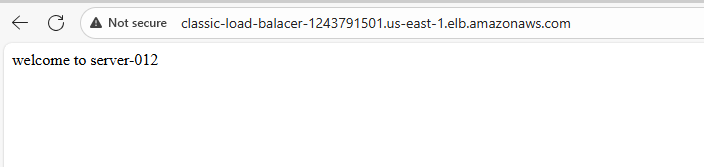 Not secure classic-load-balacer-1243791501.us-east-1.elb.amazonaws.com
welcome to server-012